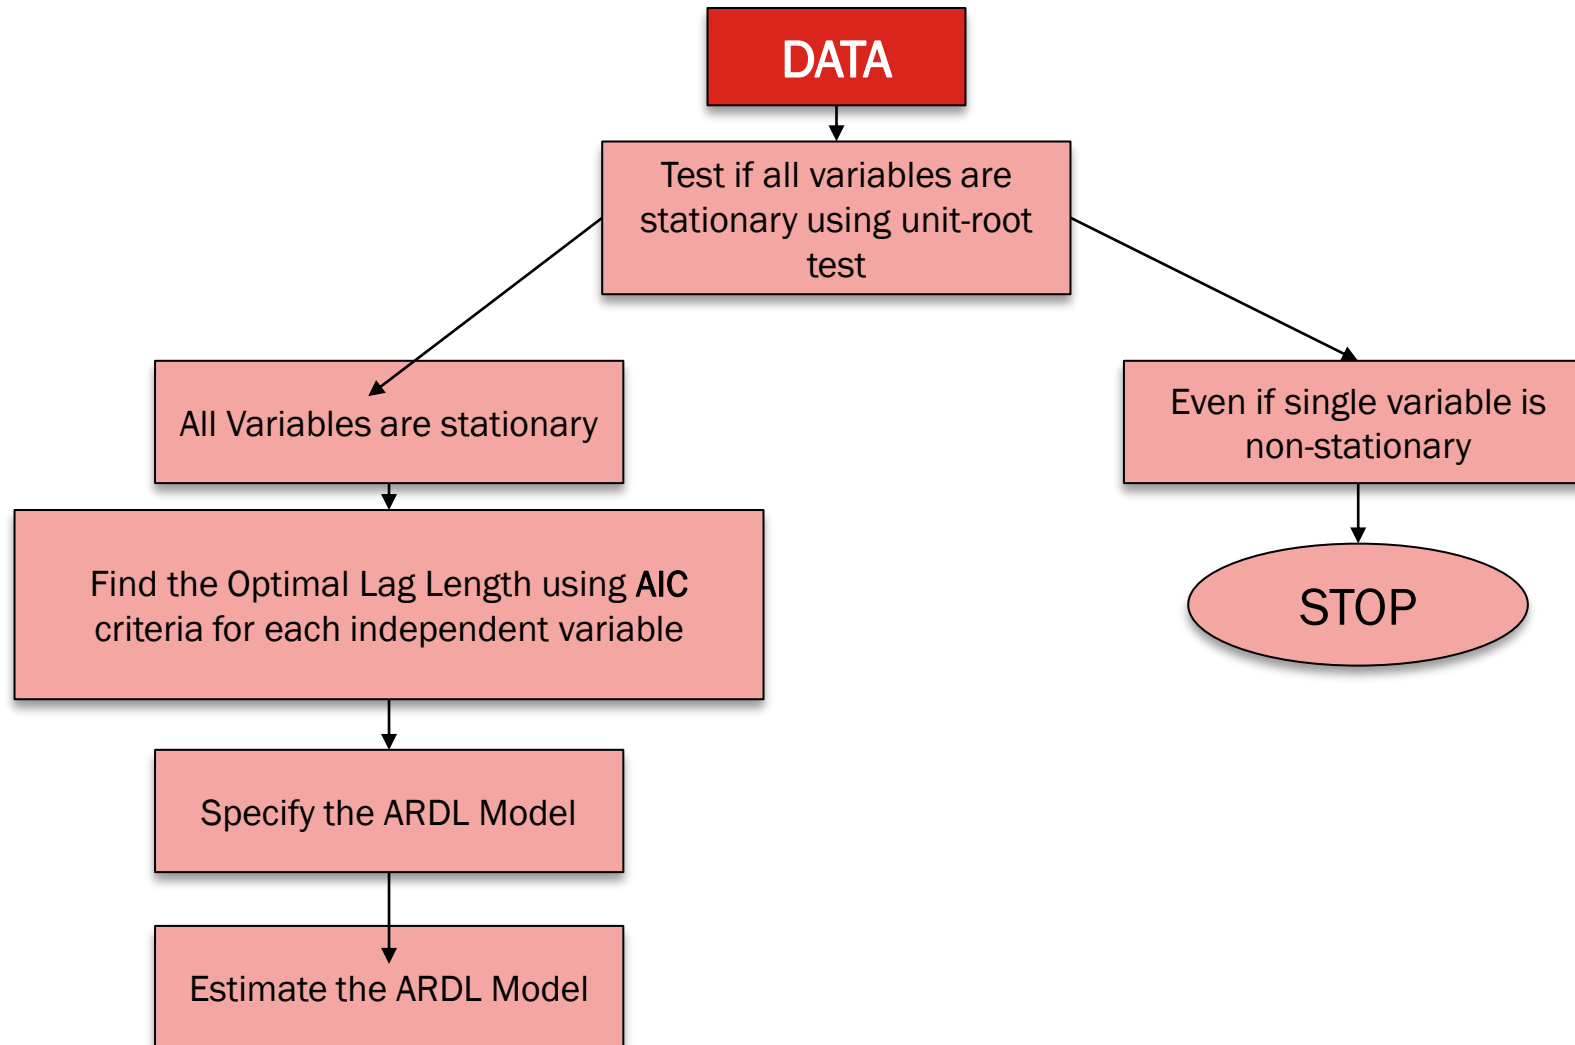 DATA
Test if all variables are
stationary using unit-root
test
All Variables are stationary
Even if single variable is
non-stationary
Find the Optimal Lag Length using AIC
criteria for each independent variable
STOP
Specify the ARDL Model
Estimate the ARDL Model